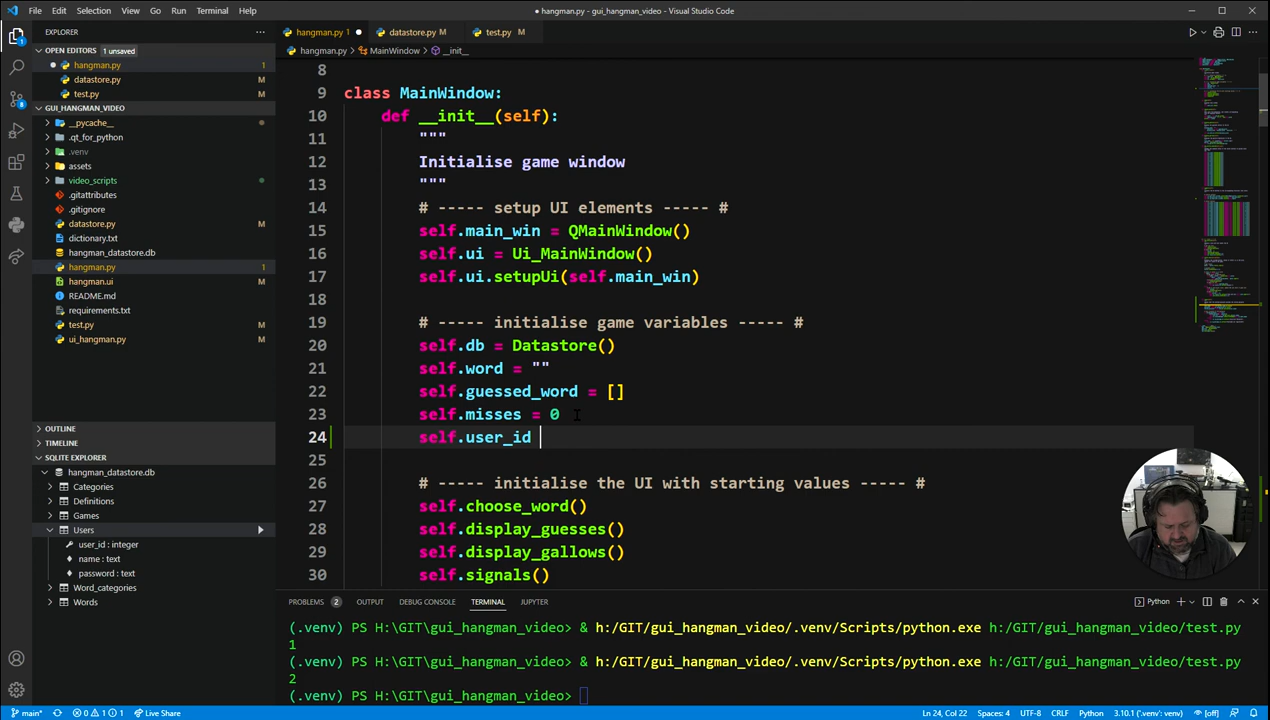 File Edit Selection View Go Run Terminal Help
● hangman.py - gui_hangman_video - Visual Studio Code
EXPLORER
OPEN EDITORS 1 unsaved
hangman.py
datastore.py M
test.py M
GUI_HANGMAN_VIDEO
__pycache__
.qt_for_python
.venv
assets
video_scripts
.gitattributes
.gitignore
datastore.py M
dictionary.txt
hangman_datastore.db
hangman.py 1
hangman.ui
README.md
requirements.txt
test.py M
ui_hangman.py
OUTLINE
TIMELINE
SQLITE EXPLORER
hangman_datastore.db
Categories
Definitions
Games
Users
user_id : integer
name : text
password : text
Word_categories
Words
hangman.py 1 ● datastore.py M test.py M
hangman.py > MainWindow > __init__
8
9 class MainWindow:
10 def __init__(self):
11 """
12 Initialise game window
13 """
14 # ----- setup UI elements ----- #
15 self.main_win = QMainWindow()
16 self.ui = Ui_MainWindow()
17 self.ui.setupUi(self.main_win)
18
19 # ----- initialise game variables ----- #
20 self.db = Datastore()
21 self.word = ""
22 self.guessed_word = []
23 self.misses = 0
24 self.user_id
25
26 # ----- initialise the UI with starting values ----- #
27 self.choose_word()
28 self.display_guesses()
29 self.display_gallows()
30 self.signals()
PROBLEMS 2 OUTPUT DEBUG CONSOLE TERMINAL JUPYTER
Python
(.venv) PS H:\GIT\gui_hangman_video> & h:/GIT/gui_hangman_video/.venv/Scripts/python.exe h:/GIT/gui_hangman_video/test.py
1
(.venv) PS H:\GIT\gui_hangman_video> & h:/GIT/gui_hangman_video/.venv/Scripts/python.exe h:/GIT/gui_hangman_video/test.py
2
(.venv) PS H:\GIT\gui_hangman_video>
main* 0 1 1 Live Share
Ln 24, Col 22 Spaces: 4 UTF-8 CRLF Python 3.10.1 ('.venv': venv) [off]